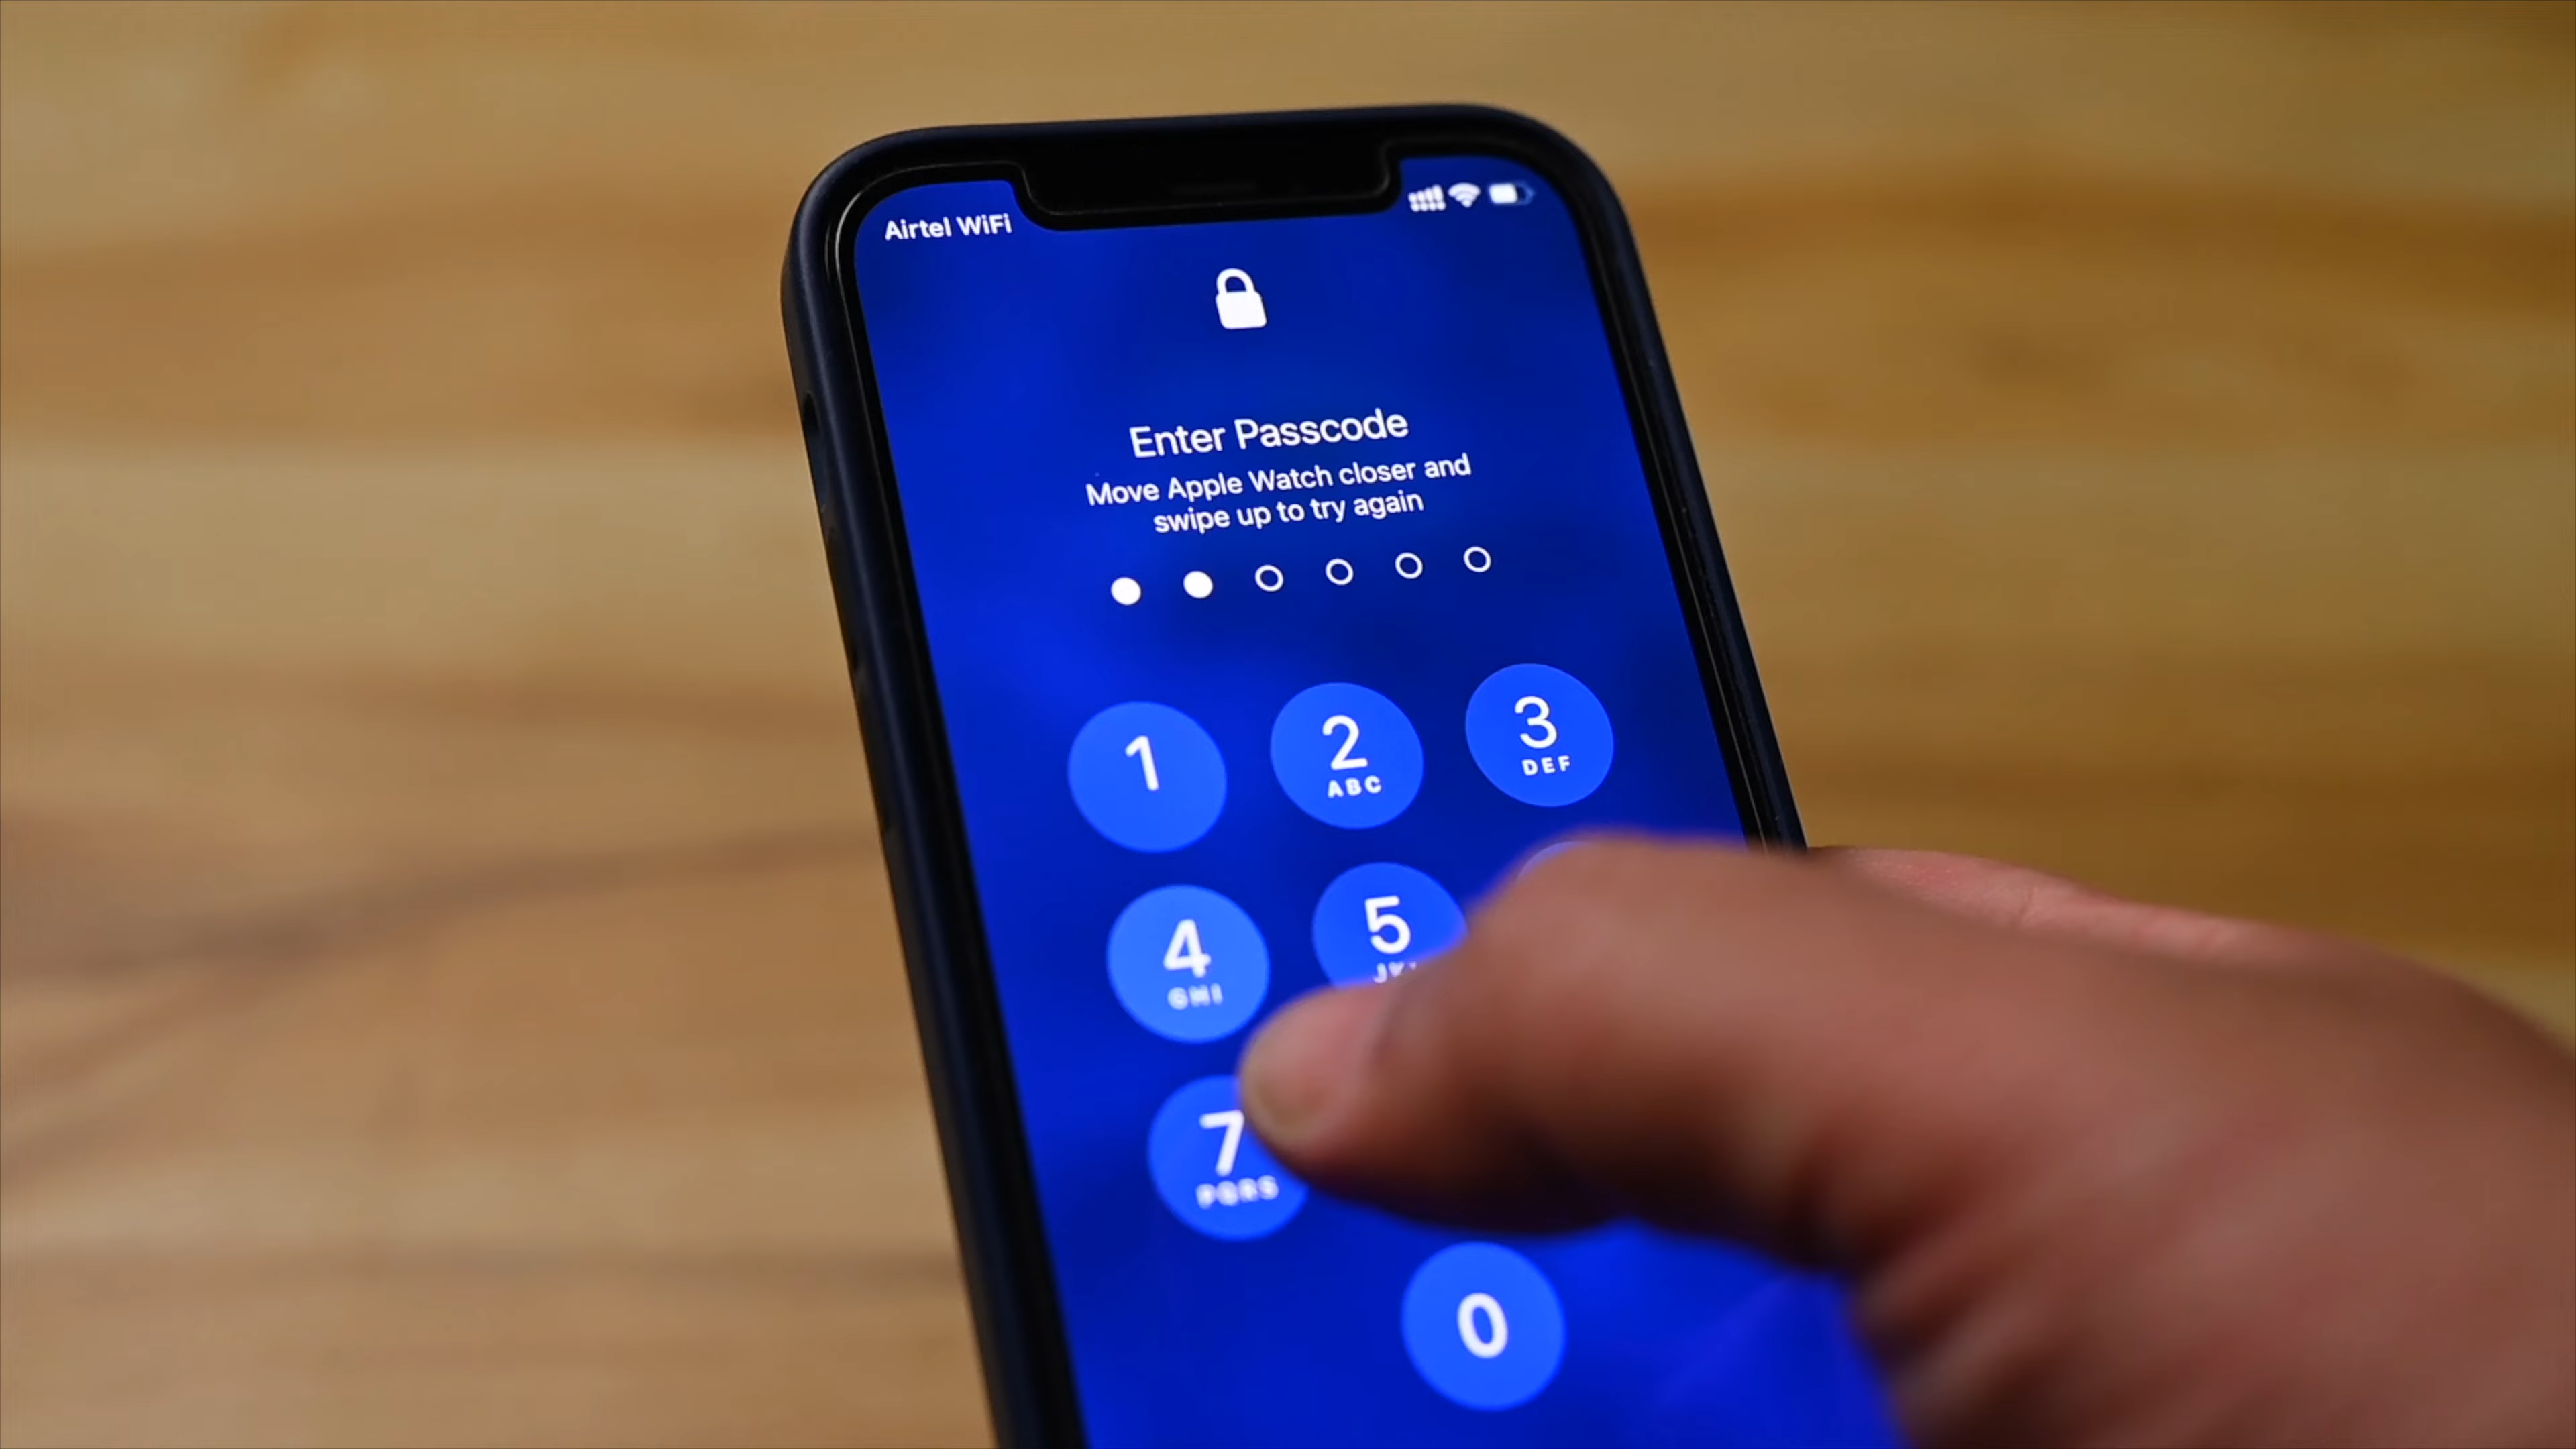 Airtel WiFi
Enter Passcode
Move Apple Watch closer and
swipe up to try again
1
2
ABC
3
DEF
4
GHI
5
7
PQRS
0